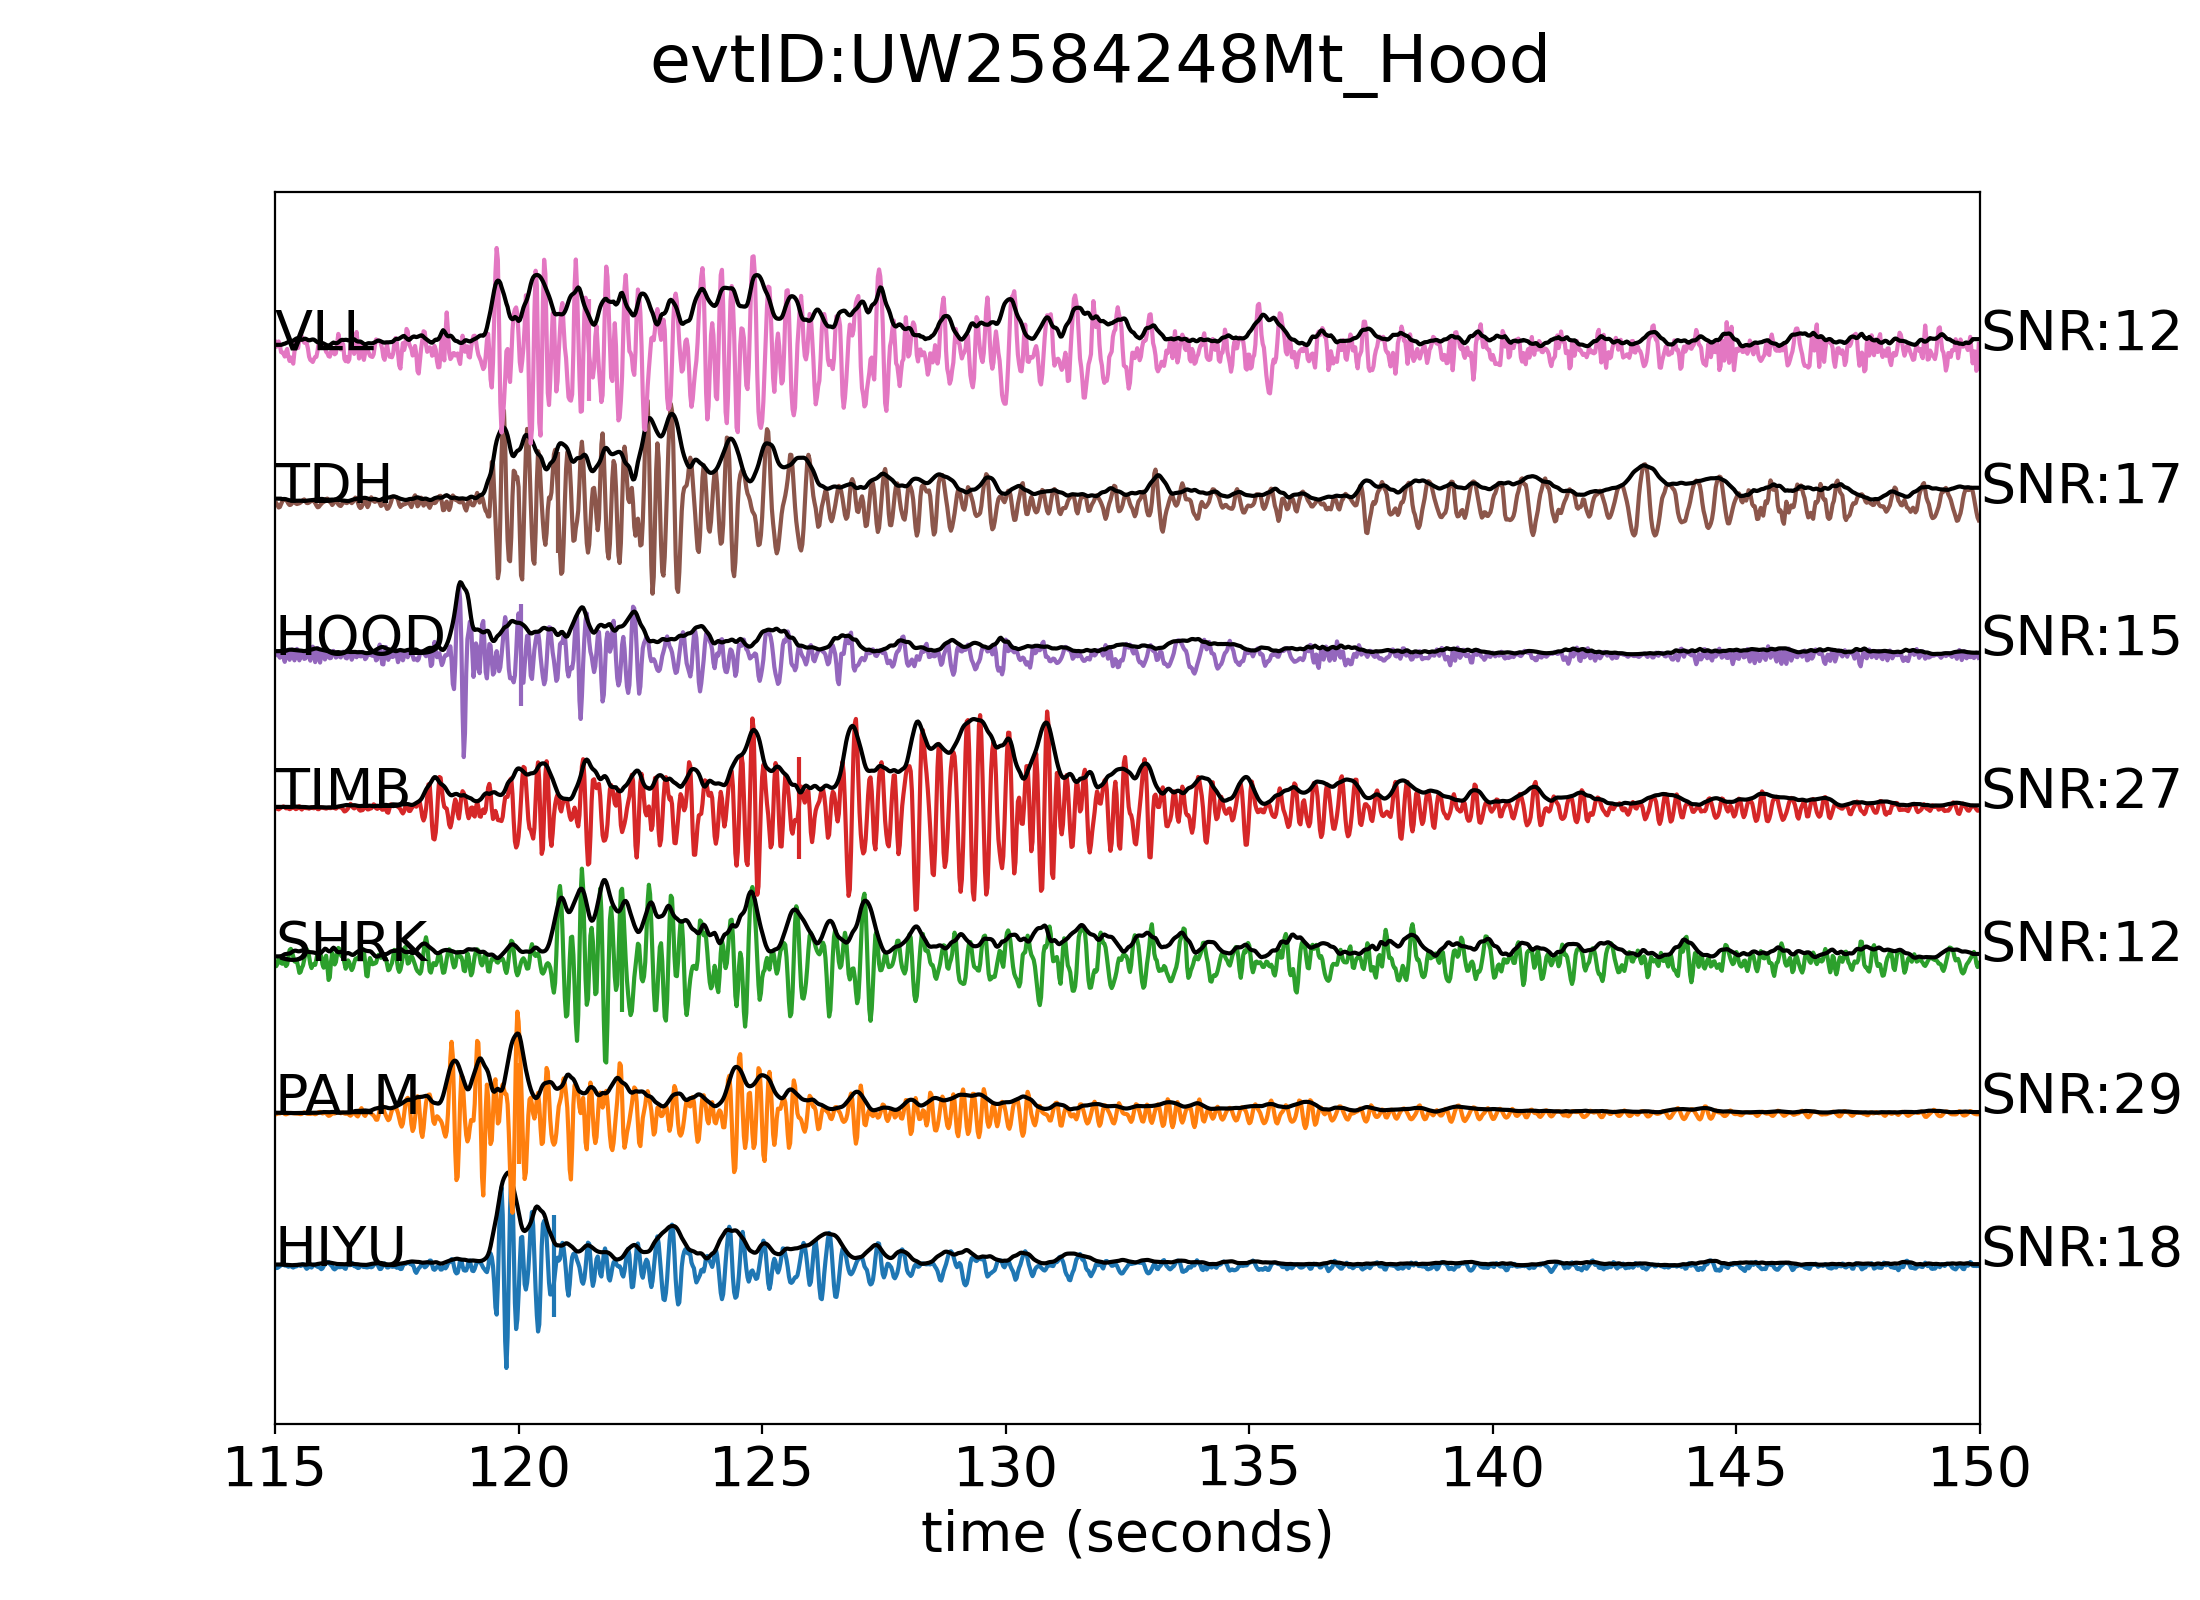 evtID:UW2584248Mt_Hood
VLL SNR:12
TDH SNR:17
HOOD SNR:15
TIMB SNR:27
SHRK SNR:12
PALM SNR:29
HIYU SNR:18
115 120 125 130 135 140 145 150
time (seconds)